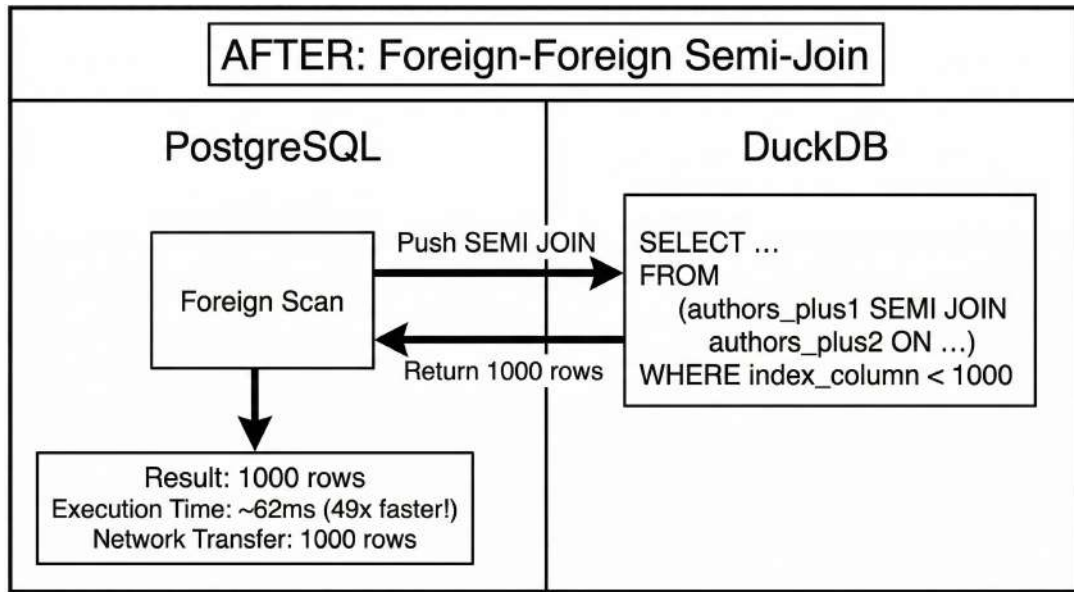 AFTER: Foreign-Foreign Semi-Join
PostgreSQL
DuckDB
Foreign Scan
Push SEMI JOIN
Return 1000 rows
SELECT ...
FROM
(authors_plus1 SEMI JOIN
authors_plus2 ON ...)
WHERE index_column < 1000
Result: 1000 rows
Execution Time: ~62ms (49x faster!)
Network Transfer: 1000 rows